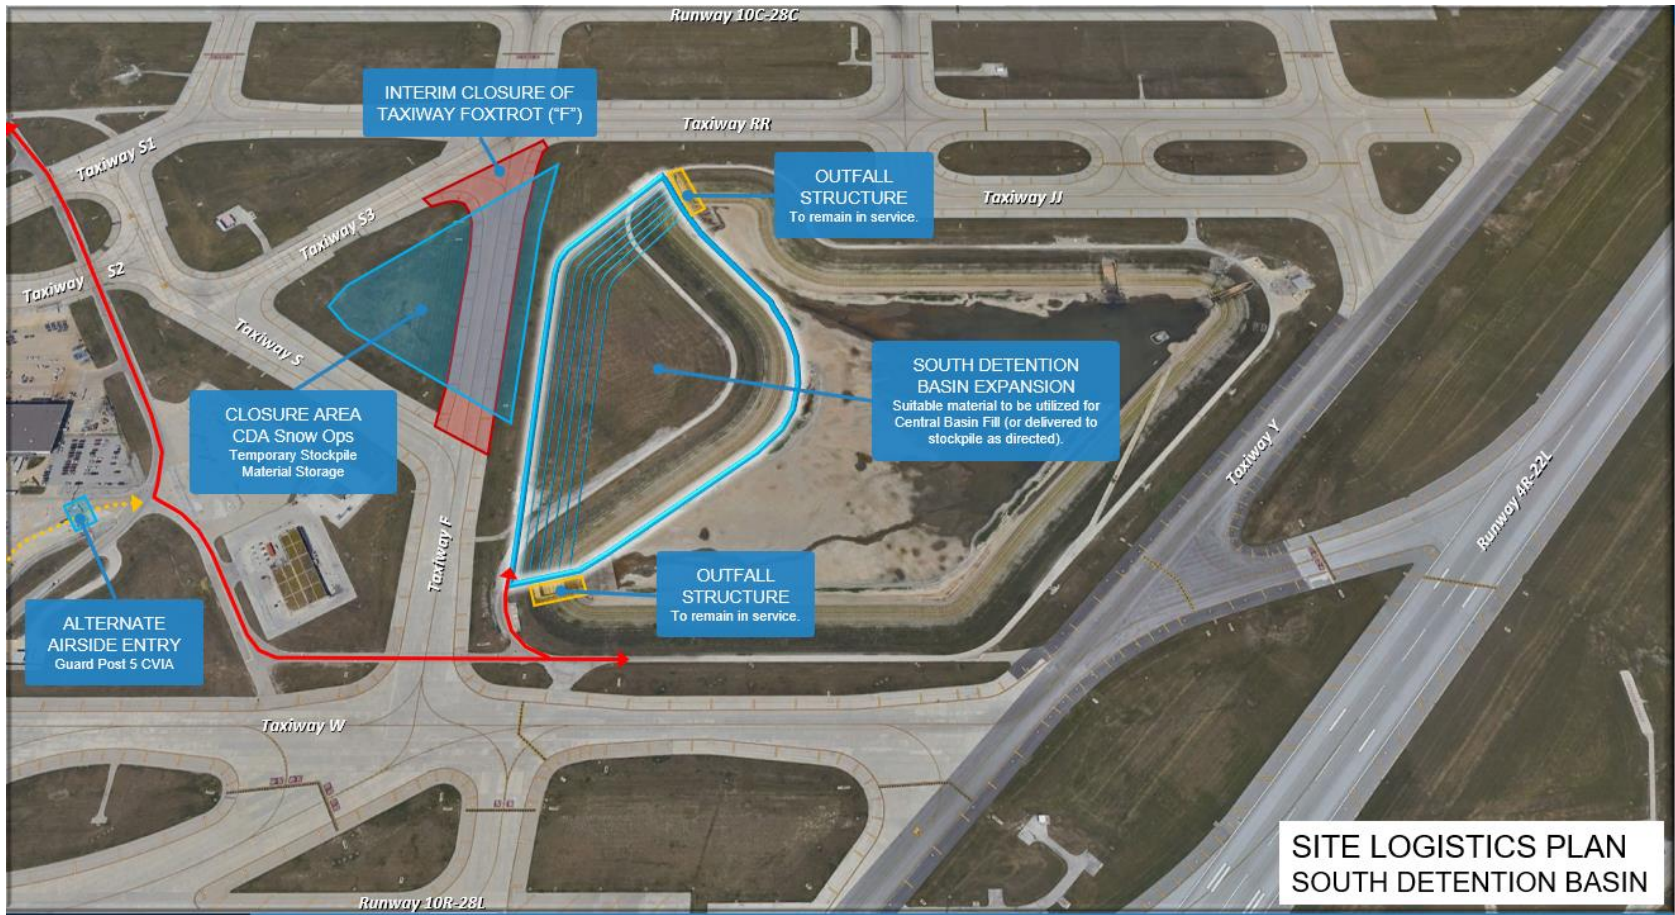 Runway 10C-28C
INTERIM CLOSURE OF
TAXIWAY FOXTROT ("F")
Taxiway RR
Taxiway S1
OUTFALL
STRUCTURE
To remain in service.
Taxiway JJ
Taxiway S3
Taxiway S2
Taxiway S
SOUTH DETENTION
BASIN EXPANSION
Suitable material to be utilized for
Central Basin Fill (or delivered to
stockpile as directed).
CLOSURE AREA
CDA Snow Ops
Temporary Stockpile
Material Storage
Taxiway Y
Runway 4R-22L
Taxiway F
OUTFALL
STRUCTURE
To remain in service.
ALTERNATE
AIRSIDE ENTRY
Guard Post 5 CVIA
Taxiway W
SITE LOGISTICS PLAN
SOUTH DETENTION BASIN
Runway 10R-28L